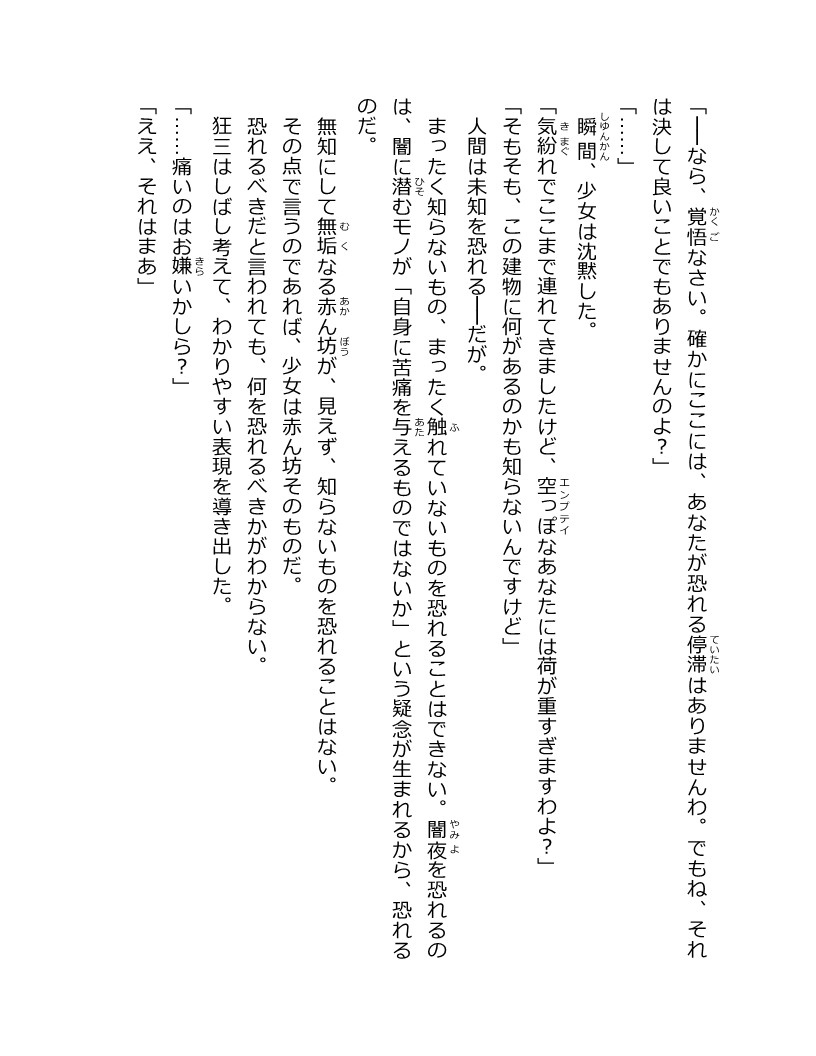 「――なら、覚悟なさい。確かにここには、あなたが恐れる停滞はありませんわ。でもね、それ
は決して良いことでもありませんのよ？」
「……」
瞬間、少女は沈黙した。
「気紛れでここまで連れてきましたけど、空っぽなあなたには荷が重すぎますわよ？」
「そもそも、この建物に何があるのかも知らないんですけど」
人間は未知を恐れる――だが。
まったく知らないもの、まったく触れていないものを恐れることはできない。闇夜を恐れるの
は、闇に潜むモノが「自身に苦痛を与えるものではないか」という疑念が生まれるから、恐れる
のだ。
無知にして無垢なる赤ん坊が、見えず、知らないものを恐れることはない。
その点で言うのであれば、少女は赤ん坊そのものだ。
恐れるべきだと言われても、何を恐れるべきかがわからない。
狂三はしばし考えて、わかりやすい表現を導き出した。
「……痛いのはお嫌いかしら？」
「ええ、それはまあ」